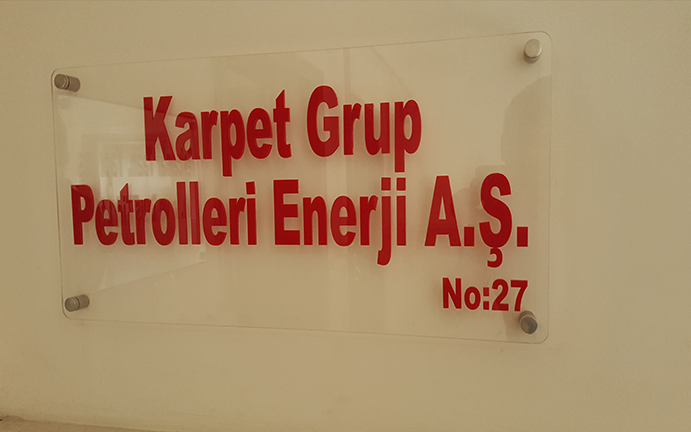 Karpet Grup
Petrolleri Enerji A.Ş.
No:27